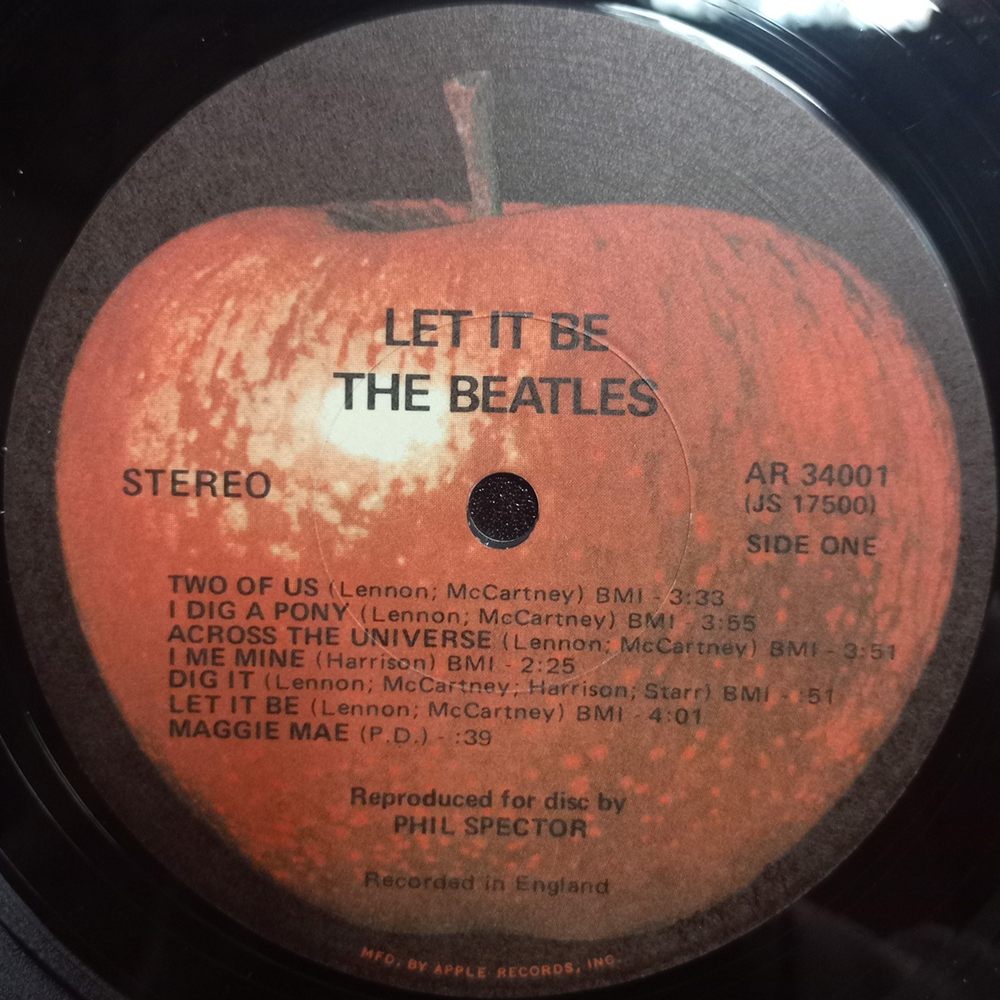 LET IT BE
THE BEATLES
STEREO
AR 34001
(JS 17500)
SIDE ONE
TWO OF US (Lennon; McCartney) BMI - 3:33
I DIG A PONY (Lennon; McCartney) BMI - 3:55
ACROSS THE UNIVERSE (Lennon; McCartney) BMI - 3:51
I ME MINE (Harrison) BMI - 2:25
DIG IT (Lennon; McCartney; Harrison; Starr) BMI - :51
LET IT BE (Lennon; McCartney) BMI - 4:01
MAGGIE MAE (P.D.) - :39
Reproduced for disc by
PHIL SPECTOR
Recorded in England
MFD. BY APPLE RECORDS, INC.